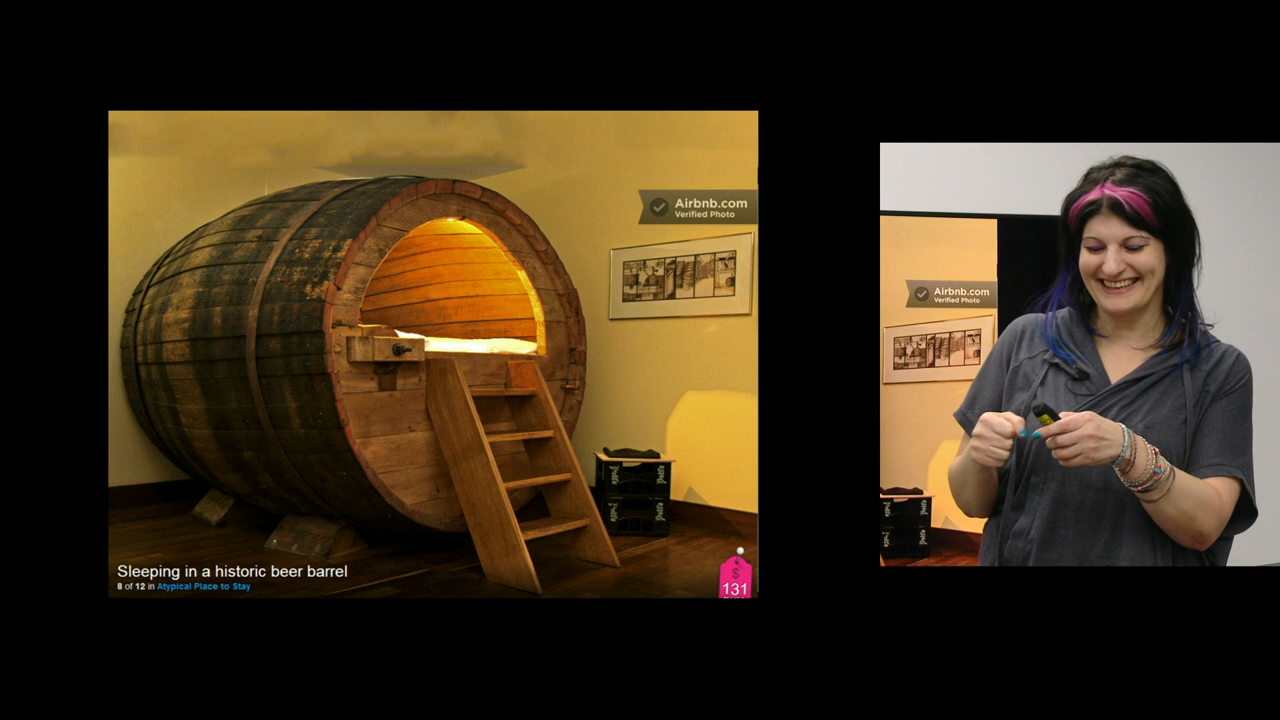 Airbnb.com
Verified Photo
Sleeping in a historic beer barrel
8 of 12 in Atypical Place to Stay
$
131
Airbnb.com
Verified Photo